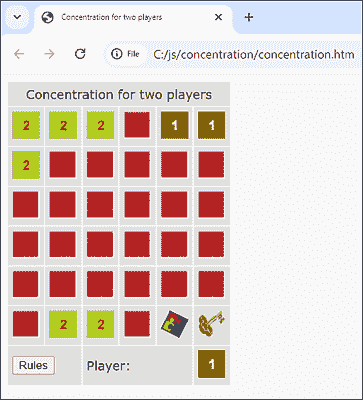 Concentration for two players
File
C:/js/concentration/concentration.htm
Concentration for two players
2 2 2 1 1
2
2 2
Rules Player: 1